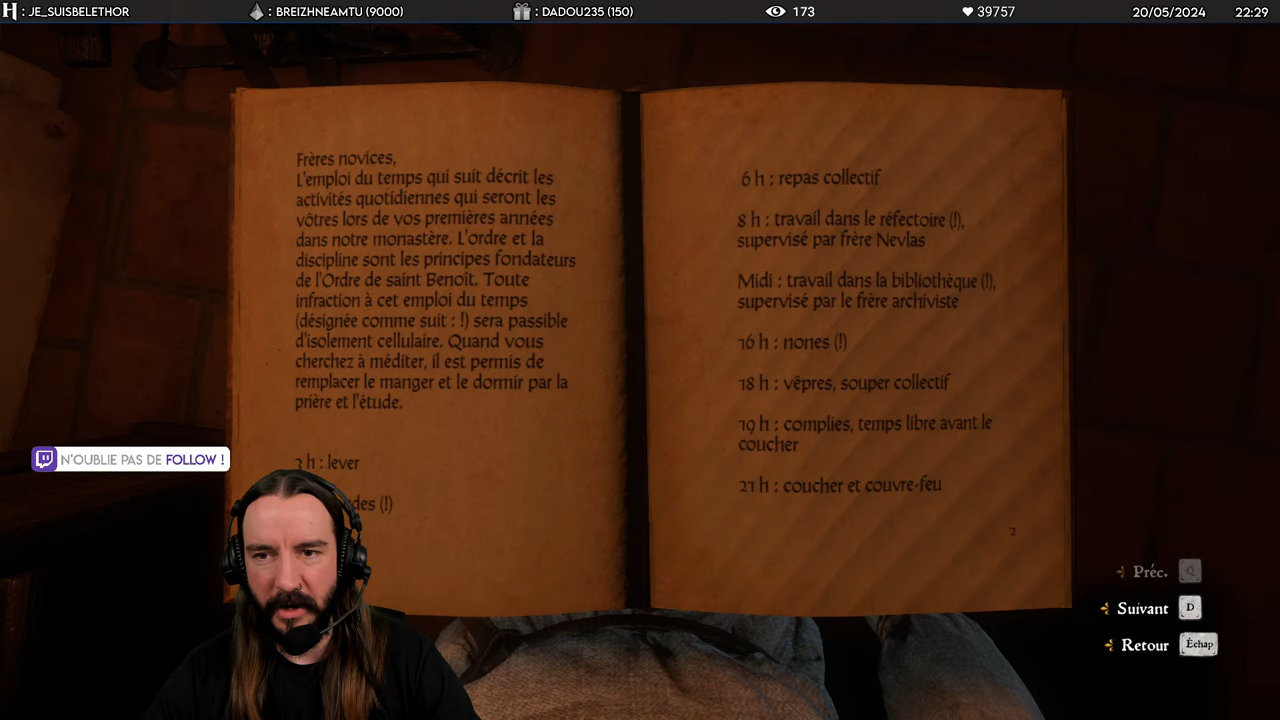 H : JE_SUISBELETHOR
: BREIZHNEAMTU (9000)
: DADOU235 (150)
173
39757
20/05/2024
22:29
Frères novices,
L'emploi du temps qui suit décrit les
activités quotidiennes qui seront les
vôtres lors de vos premières années
dans notre monastère. L'ordre et la
discipline sont les principes fondateurs
de l'Ordre de saint Benoît. Toute
infraction à cet emploi du temps
(désignée comme suit : !) sera passible
d'isolement cellulaire. Quand vous
cherchez à méditer, il est permis de
remplacer le manger et le dormir par la
prière et l'étude.
3 h : lever
(!)
6 h : repas collectif
8 h : travail dans le réfectoire (!),
supervisé par frère Nevlas
Midi : travail dans la bibliothèque (!),
supervisé par le frère archiviste
16 h : nones (!)
18 h : vêpres, souper collectif
19 h : complies, temps libre avant le
coucher
21 h : coucher et couvre-feu
2
N'OUBLIE PAS DE FOLLOW !
Préc. Q
Suivant D
Retour Échap